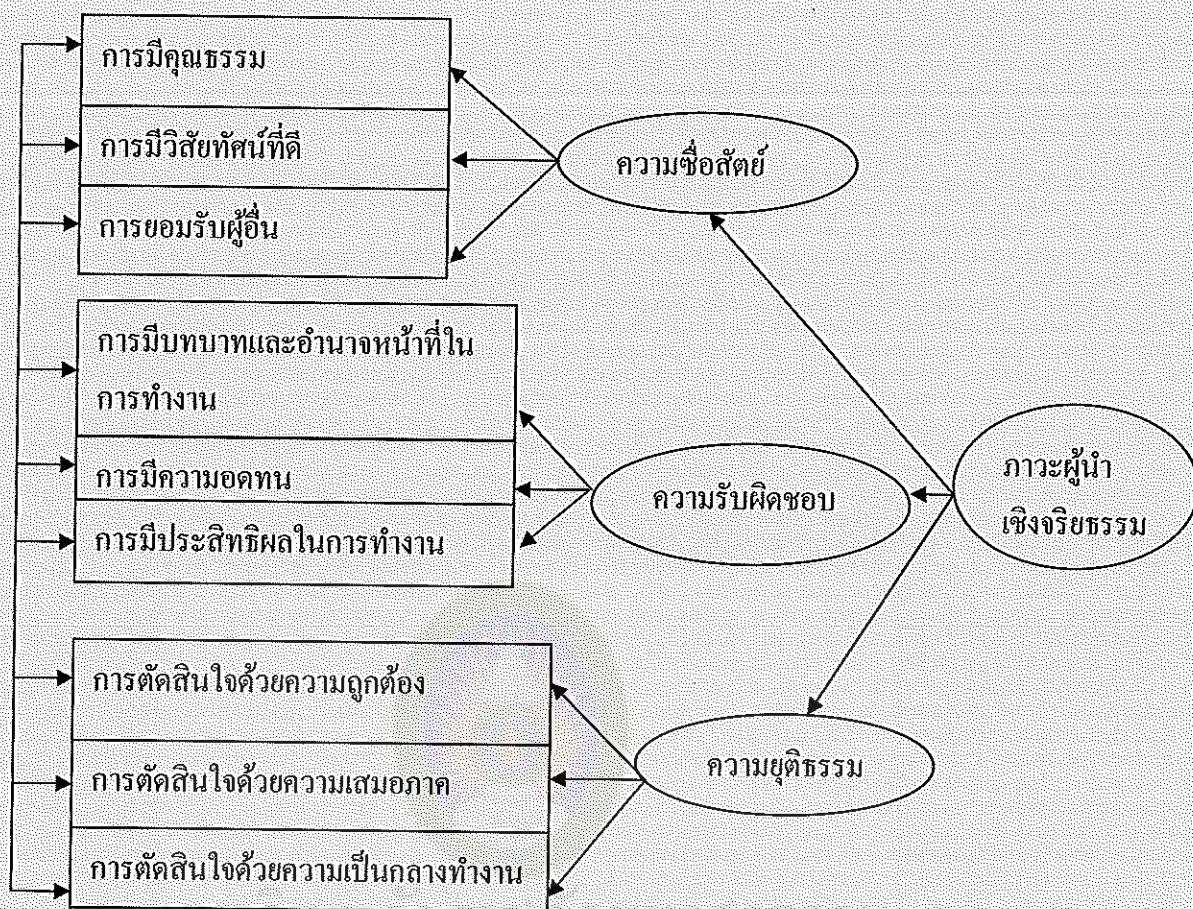 การมีคุณธรรม
การมีวิสัยทัศน์ที่ดี
การยอมรับผู้อื่น
ความซื่อสัตย์
การมีบทบาทและอำนาจหน้าที่ใน
การทำงาน
การมีความอดทน
การมีประสิทธิผลในการทำงาน
ความรับผิดชอบ
ภาวะผู้นำ
เชิงจริยธรรม
การตัดสินใจด้วยความถูกต้อง
การตัดสินใจด้วยความเสมอภาค
การตัดสินใจด้วยความเป็นกลางทำงาน
ความยุติธรรม